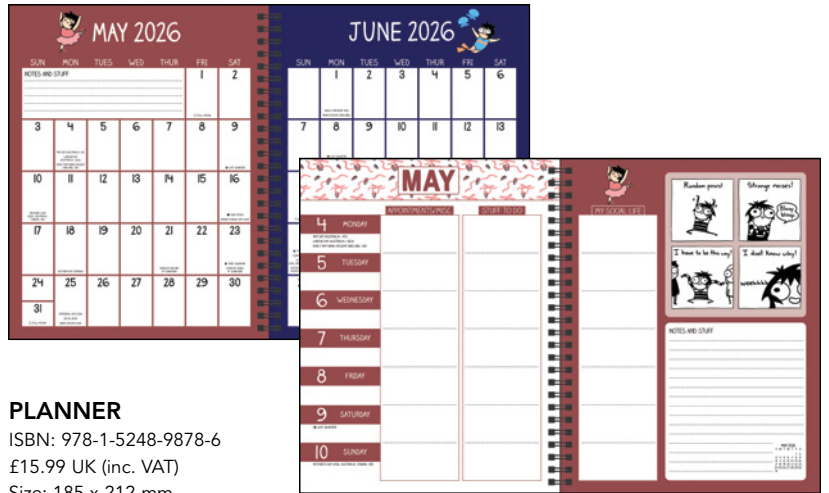 MAY 2026
SUN MON TUES WED THUR FRI SAT
NOTES AND STUFF
1 2
3 4 5 6 7 8 9
10 11 12 13 14 15 16
17 18 19 20 21 22 23
24 25 26 27 28 29 30
31
JUNE 2026
SUN MON TUES WED THUR FRI SAT
1 2 3 4 5 6
7 8 9 10 11 12 13
MAY
APPOINTMENTS/MISC
STUFF TO DO
4 MONDAY
5 TUESDAY
6 WEDNESDAY
7 THURSDAY
8 FRIDAY
9 SATURDAY
10 SUNDAY
MY SOCIAL LIFE
Random pains!
Strange noises!
I have to be this way!
I don't know why!
NOTES AND STUFF
PLANNER
ISBN: 978-1-5248-9878-6
£15.99 UK (inc. VAT)
Size: 185 x 212 mm